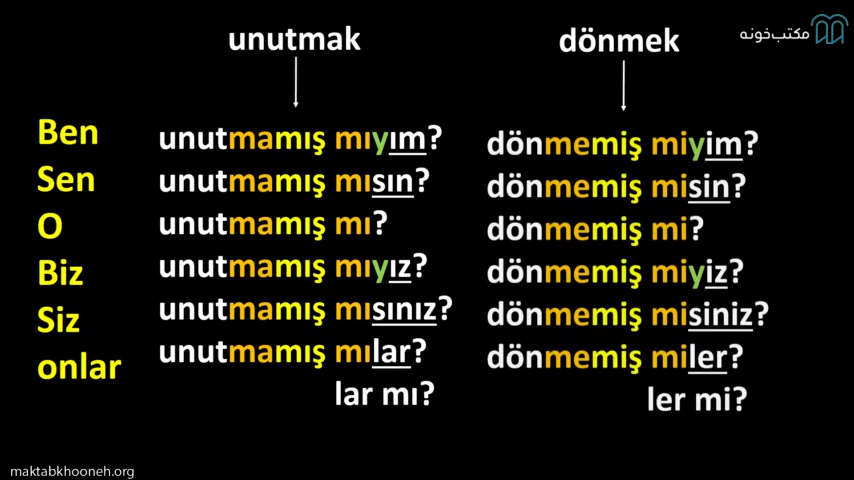 unutmak
dönmek
مکتب‌خونه
Ben unutmamış mıyım? dönmemiş miyim?
Sen unutmamış mısın? dönmemiş misin?
O unutmamış mı? dönmemiş mi?
Biz unutmamış mıyız? dönmemiş miyiz?
Siz unutmamış mısınız? dönmemiş misiniz?
onlar unutmamış mılar? dönmemiş miler?
lar mı? ler mi?
maktabkhooneh.org